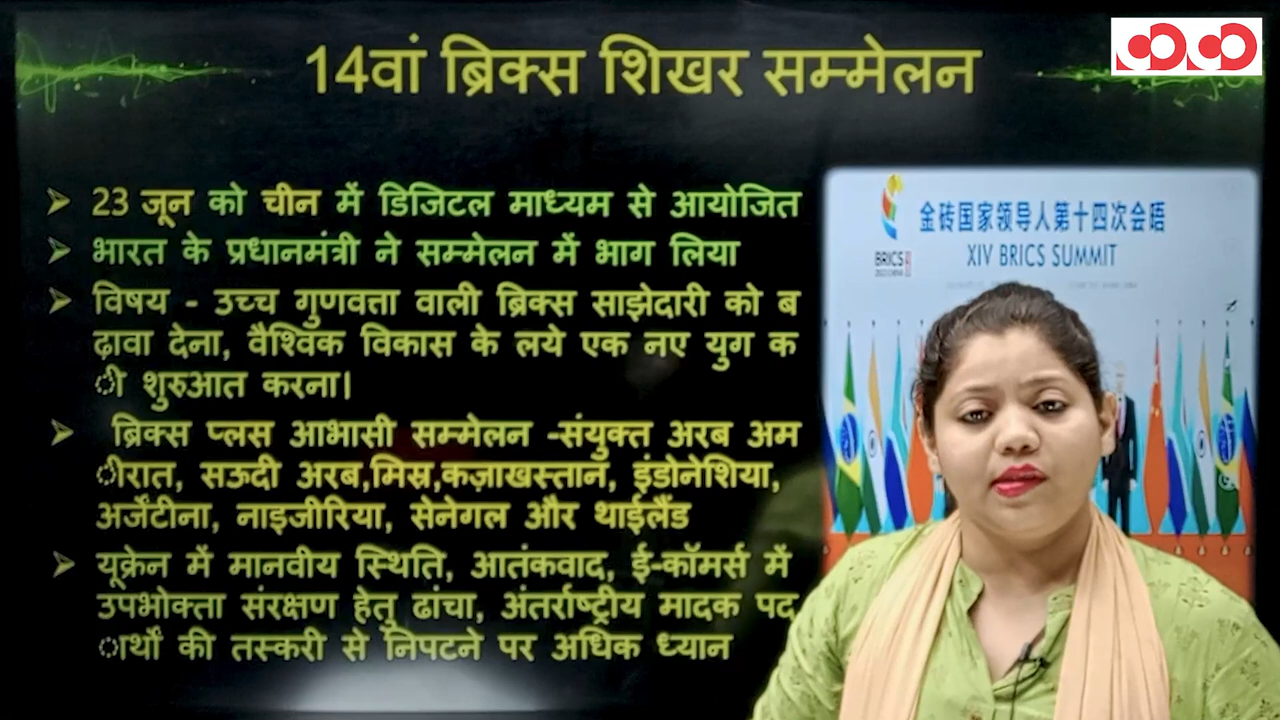 14वां ब्रिक्स शिखर सम्मेलन
23 जून को चीन में डिजिटल माध्यम से आयोजित
भारत के प्रधानमंत्री ने सम्मेलन में भाग लिया
विषय - उच्च गुणवत्ता वाली ब्रिक्स साझेदारी को ब
ढ़ावा देना, वैश्विक विकास के लये एक नए युग क
ी शुरुआत करना।
ब्रिक्स प्लस आभासी सम्मेलन -संयुक्त अरब अम
ीरात, सऊदी अरब,मिस्र,कज़ाखस्तान, इंडोनेशिया,
अर्जेंटीना, नाइजीरिया, सेनेगल और थाईलैंड
यूक्रेन में मानवीय स्थिति, आतंकवाद, ई-कॉमर्स में
उपभोक्ता संरक्षण हेतु ढांचा, अंतर्राष्ट्रीय मादक पद
ार्थों की तस्करी से निपटने पर अधिक ध्यान
金砖国家领导人第十四次会晤
XIV BRICS SUMMIT
BRICS